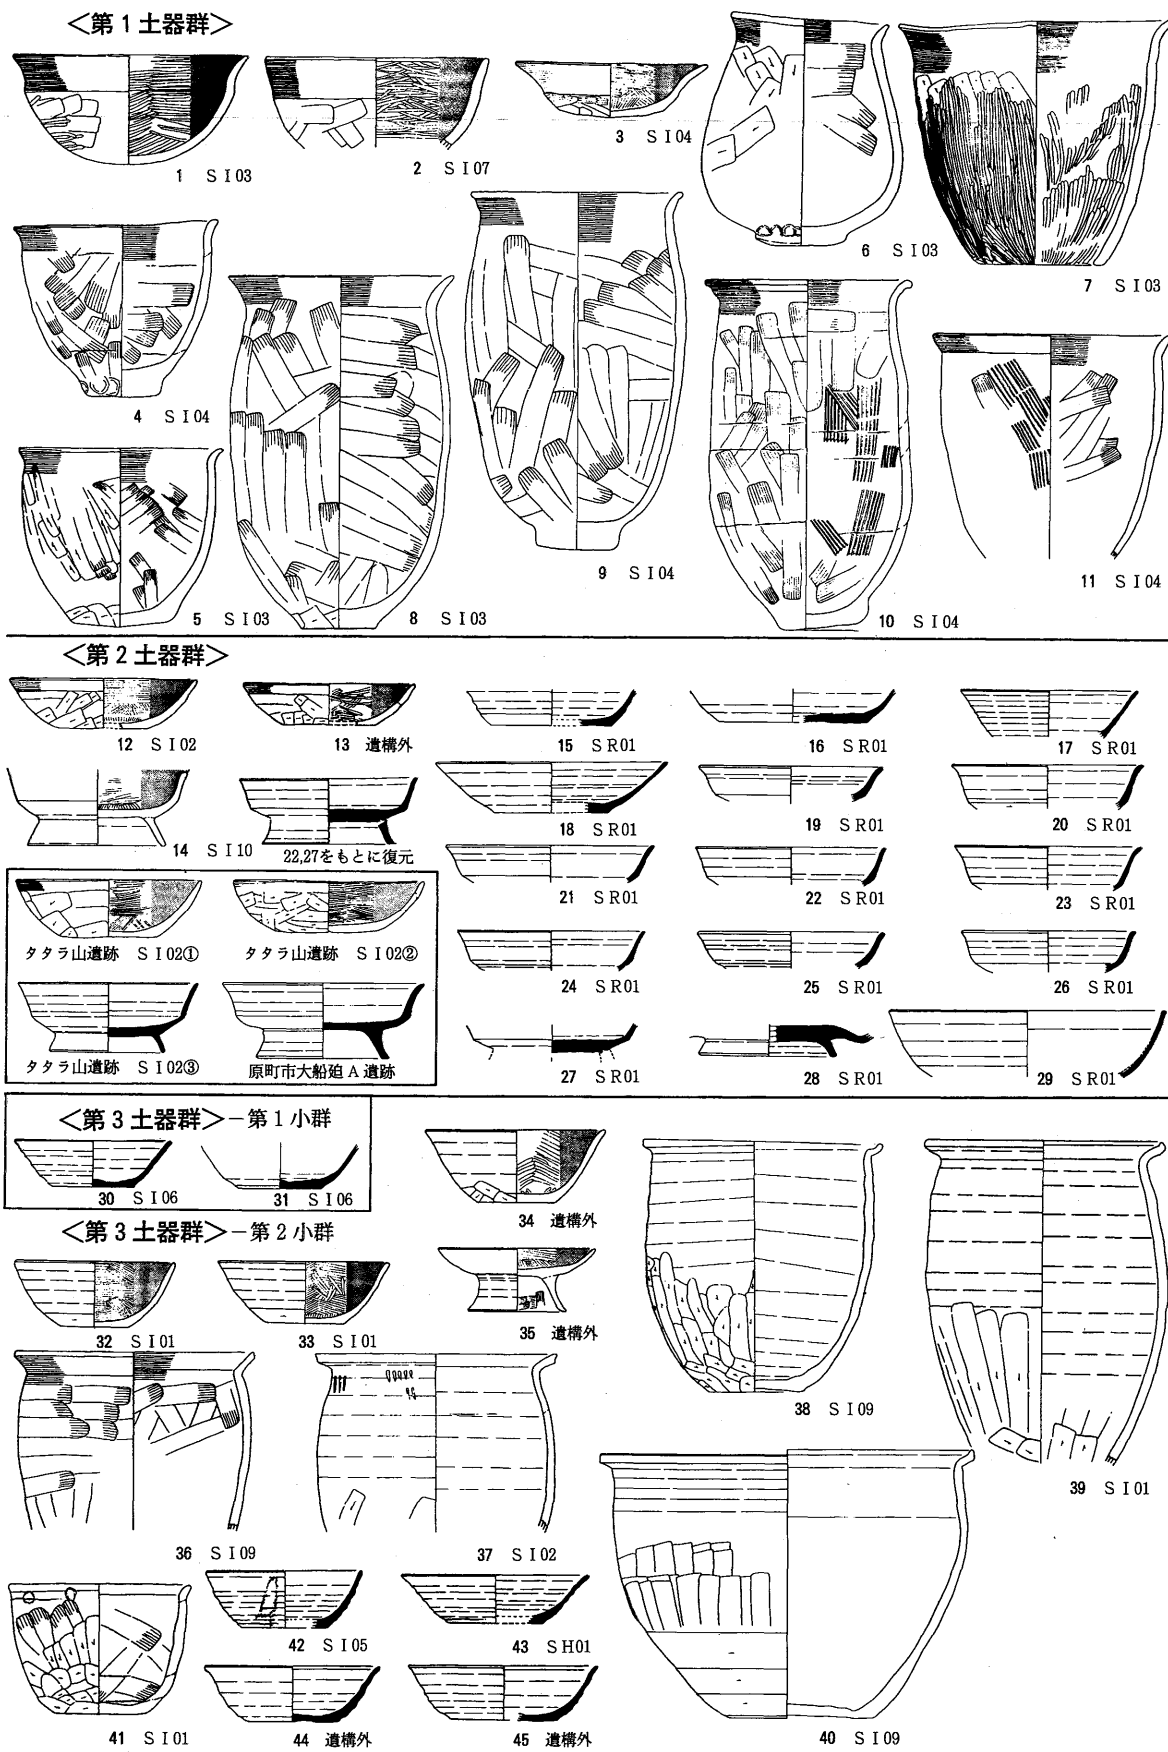 <第1土器群>
1 SI03
2 SI07
3 SI04
4 SI04
5 SI03
6 SI03
7 SI03
8 SI03
9 SI04
10 SI04
11 SI04
<第2土器群>
12 SI02
13 遺構外
14 SI10
22,27をもとに復元
15 SR01
16 SR01
17 SR01
18 SR01
19 SR01
20 SR01
21 SR01
22 SR01
23 SR01
24 SR01
25 SR01
26 SR01
27 SR01
28 SR01
29 SR01
タタラ山遺跡 SI02①
タタラ山遺跡 SI02②
タタラ山遺跡 SI02③
原町市大船廹A遺跡
<第3土器群>－第1小群
30 SI06
31 SI06
<第3土器群>－第2小群
32 SI01
33 SI01
34 遺構外
35 遺構外
36 SI09
37 SI02
38 SI09
39 SI01
40 SI09
41 SI01
42 SI05
43 SH01
44 遺構外
45 遺構外